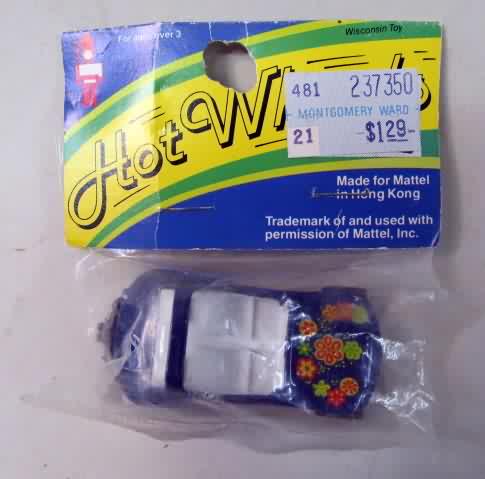 For ages over 3
Wisconsin Toy
Hot Wheels
481 237350
MONTGOMERY WARD
21 $1.29
Made for Mattel
in Hong Kong
Trademark of and used with
permission of Mattel, Inc.